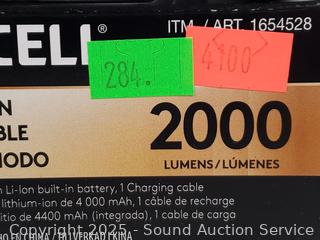 CELL®
ITM. / ART. 1654528
284.
4100
N
BLE
MODO
2000
LUMENS / LÚMENES
n Li-Ion built-in battery, 1 Charging cable
lithium-ion de 4 000 mAh, 1 câble de recharge
itio de 4400 mAh (integrada), 1 cable de carga
Copyright 2025 - Sound Auction Service